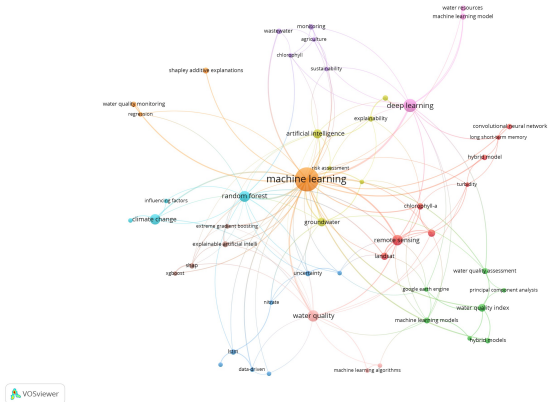 water resources
machine learning model
monitoring
wastewater
agriculture
chlorophyll
sustainability
shapley additive explanations
water quality monitoring
deep learning
regression
explainability
convolutional neural network
artificial intelligence
long short-term memory
hybrid model
risk assessment
machine learning
turbidity
random forest
influencing factors
chlorophyll-a
climate change
groundwater
extreme gradient boosting
remote sensing
explainable artificial intelli
landsat
shap
xgboost
uncertainty
water quality assessment
google earth engine
principal component analysis
nitrate
water quality index
water quality
machine learning models
hybrid models
data-driven
machine learning algorithms
VOSviewer